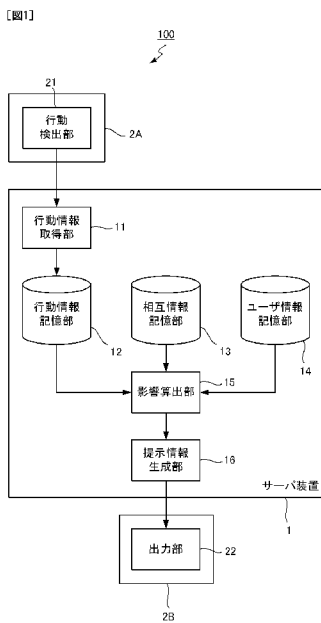 [図1]
100
21
行動
検出部
2A
行動情報
取得部
11
行動情報
記憶部
12
相互情報
記憶部
13
ユーザ情報
記憶部
14
影響算出部
15
提示情報
生成部
16
サーバ装置
1
出力部
22
2B